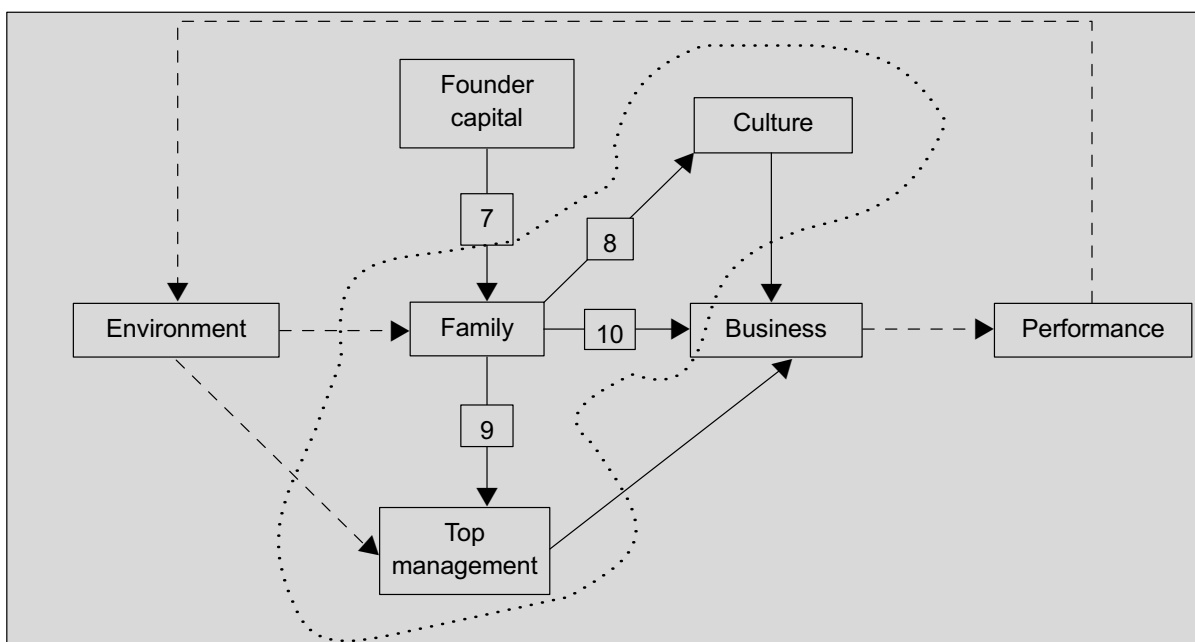 Founder
capital
Culture
7
8
Environment
Family
10
Business
Performance
9
Top
management